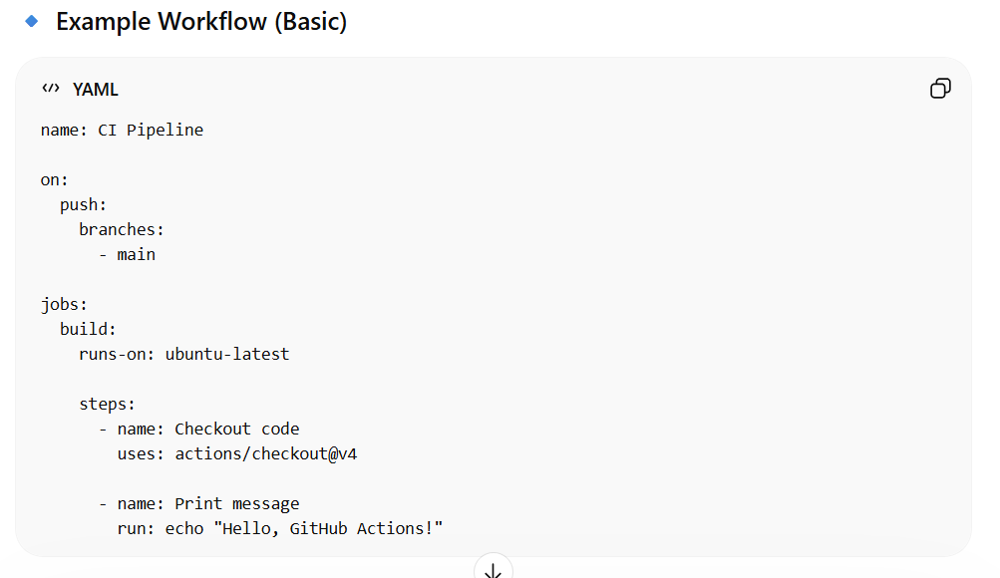 Example Workflow (Basic)
YAML
name: CI Pipeline
on:
  push:
    branches:
      - main
jobs:
  build:
    runs-on: ubuntu-latest
    steps:
      - name: Checkout code
        uses: actions/checkout@v4
      - name: Print message
        run: echo "Hello, GitHub Actions!"